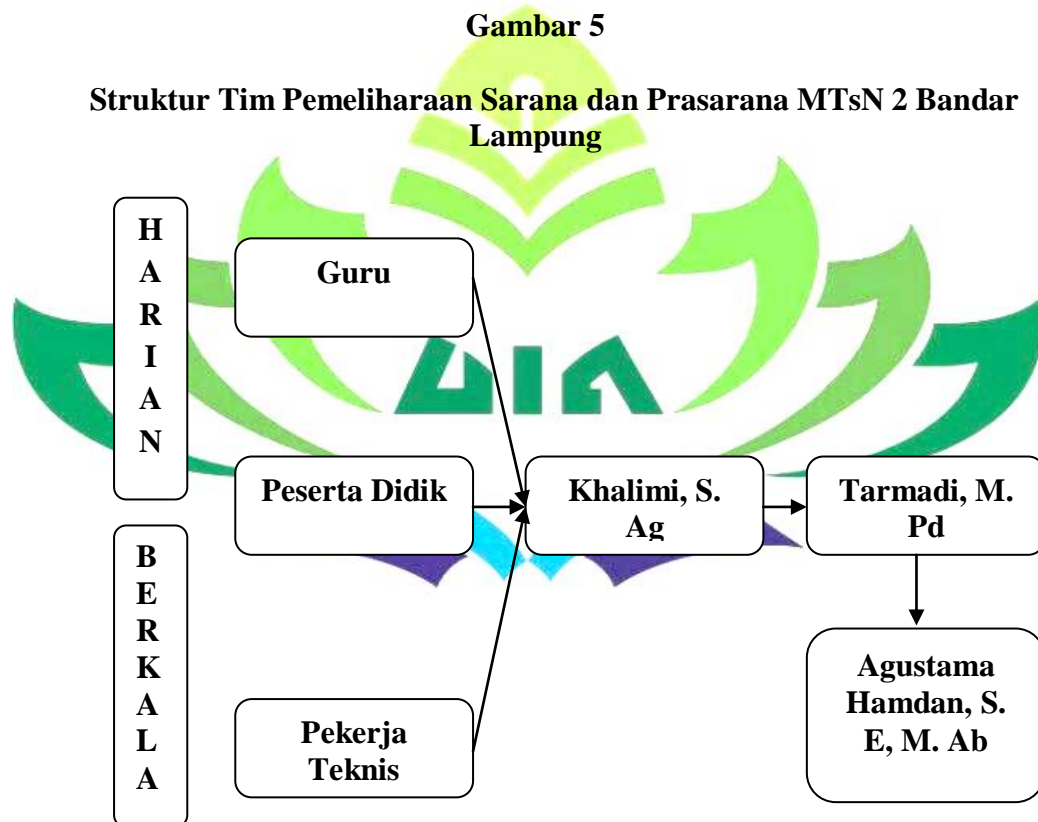 Gambar 5
Struktur Tim Pemeliharaan Sarana dan Prasarana MTsN 2 Bandar
Lampung
H
A
R
I
A
N
Guru
Peserta Didik
Khalimi, S.
Ag
Tarmadi, M.
Pd
B
E
R
K
A
L
A
Pekerja
Teknis
Agustama
Hamdan, S.
E, M. Ab
UIN